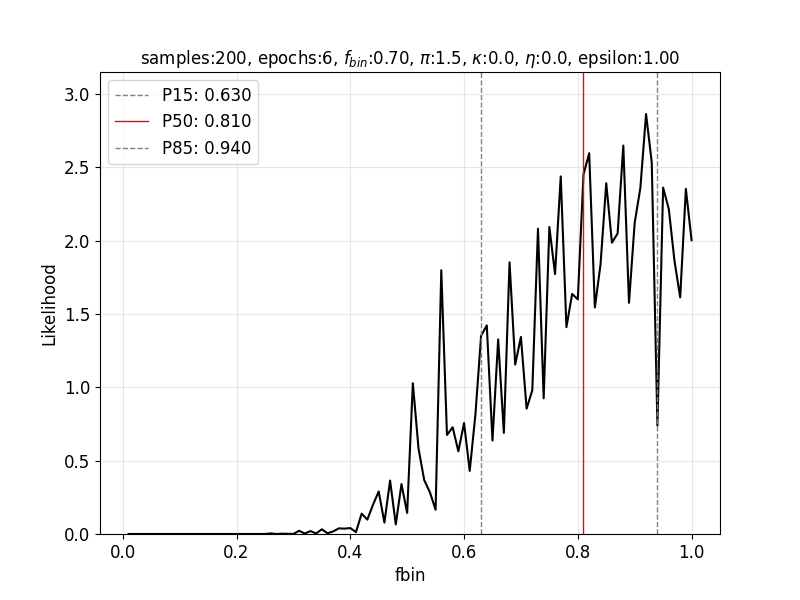 samples:200, epochs:6, f_bin:0.70, π:1.5, κ:0.0, η:0.0, epsilon:1.00
P15: 0.630
P50: 0.810
P85: 0.940
3.0
2.5
2.0
1.5
1.0
0.5
0.0
Likelihood
0.0 0.2 0.4 0.6 0.8 1.0
fbin